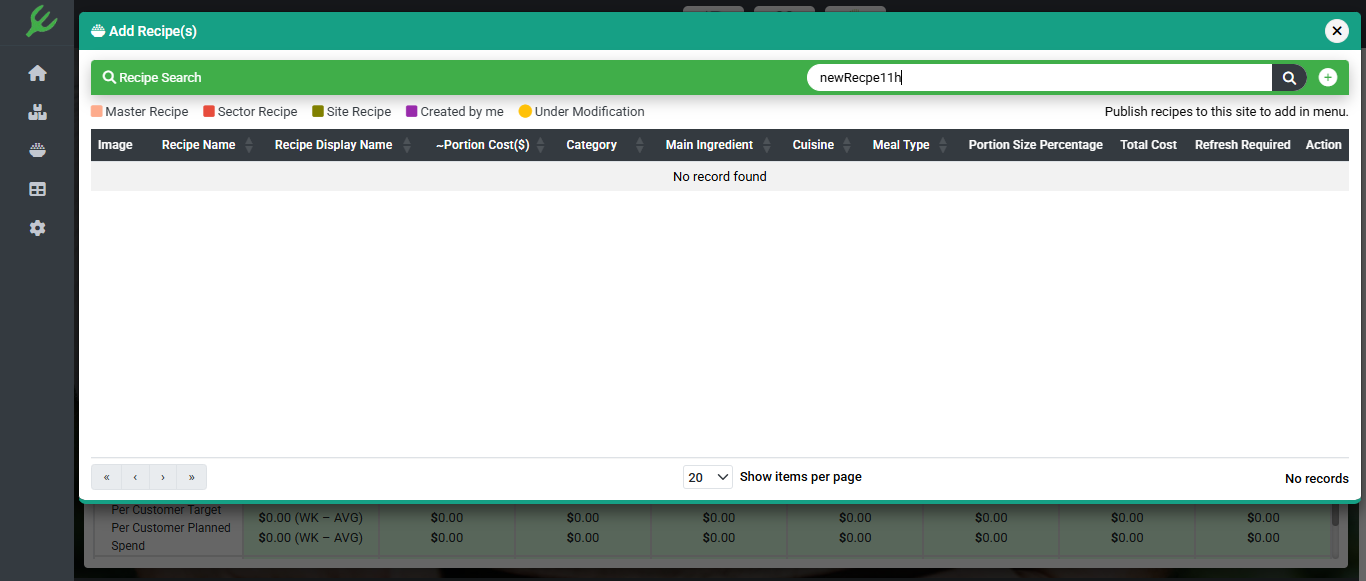 Add Recipe(s)
Recipe Search
newRecpe11h
Master Recipe Sector Recipe Site Recipe Created by me Under Modification
Publish recipes to this site to add in menu.
Image Recipe Name Recipe Display Name ~Portion Cost($) Category Main Ingredient Cuisine Meal Type Portion Size Percentage Total Cost Refresh Required Action
No record found
« ‹ › »
20 Show items per page
No records
Per Customer Target $0.00 (WK – AVG) $0.00 $0.00 $0.00 $0.00 $0.00 $0.00 $0.00
Per Customer Planned Spend $0.00 (WK – AVG) $0.00 $0.00 $0.00 $0.00 $0.00 $0.00 $0.00